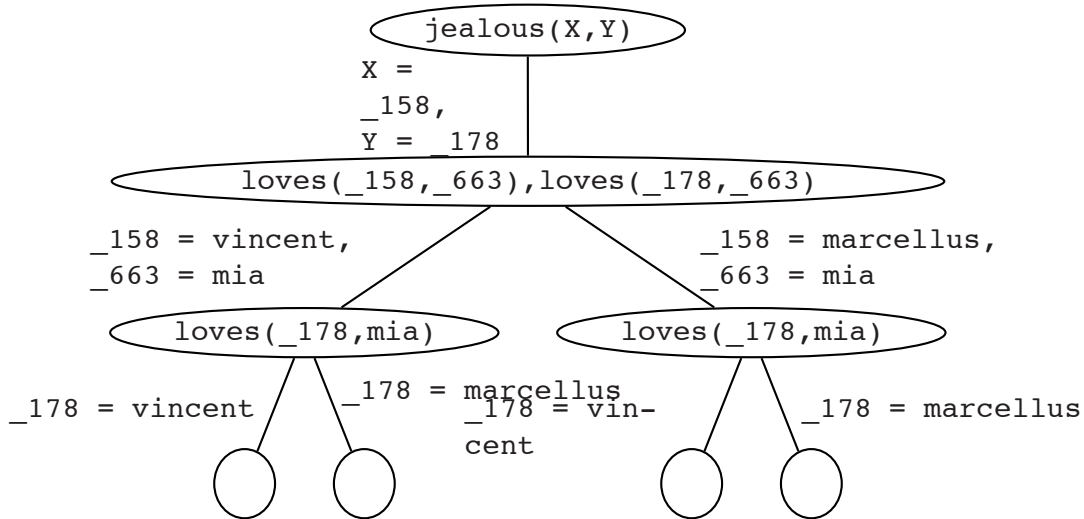 jealous(X,Y)
X =
_158,
Y = _178
loves(_158,_663),loves(_178,_663)
_158 = vincent,
_663 = mia
_158 = marcellus,
_663 = mia
loves(_178,mia)
loves(_178,mia)
_178 = vincent
_178 = marcellus
_178 = vin-
cent
_178 = marcellus